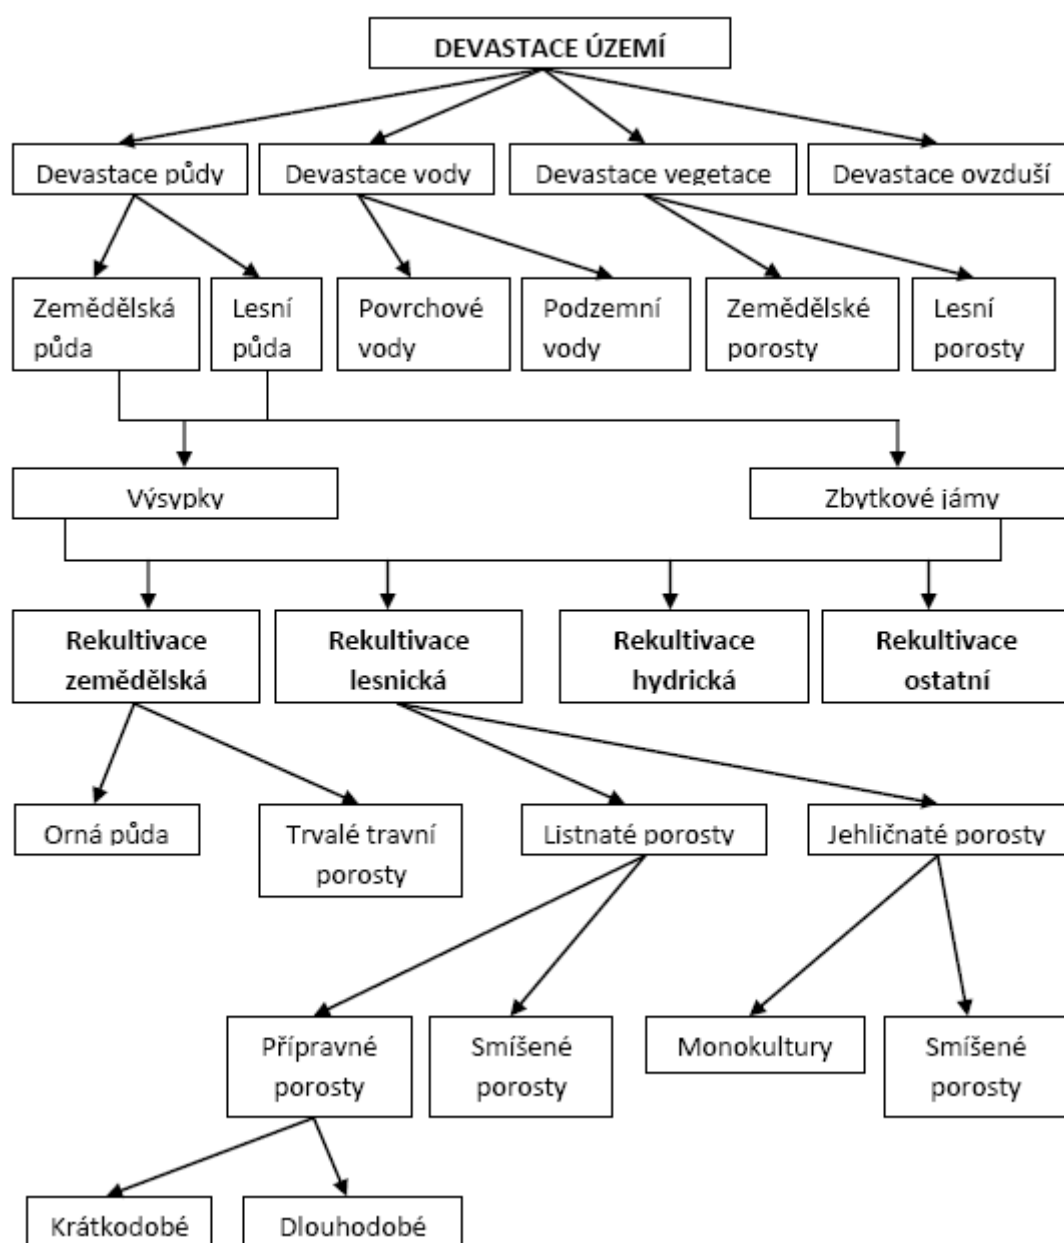 DEVASTACE ÚZEMÍ
Devastace půdy
Devastace vody
Devastace vegetace
Devastace ovzduší
Zemědělská
půda
Lesní
půda
Povrchové
vody
Podzemní
vody
Zemědělské
porosty
Lesní
porosty
Výsypky
Zbytkové jámy
Rekultivace
zemědělská
Rekultivace
lesnická
Rekultivace
hydrická
Rekultivace
ostatní
Orná půda
Trvalé travní
porosty
Listnaté porosty
Jehličnaté porosty
Přípravné
porosty
Smíšené
porosty
Monokultury
Smíšené
porosty
Krátkodobé
Dlouhodobé